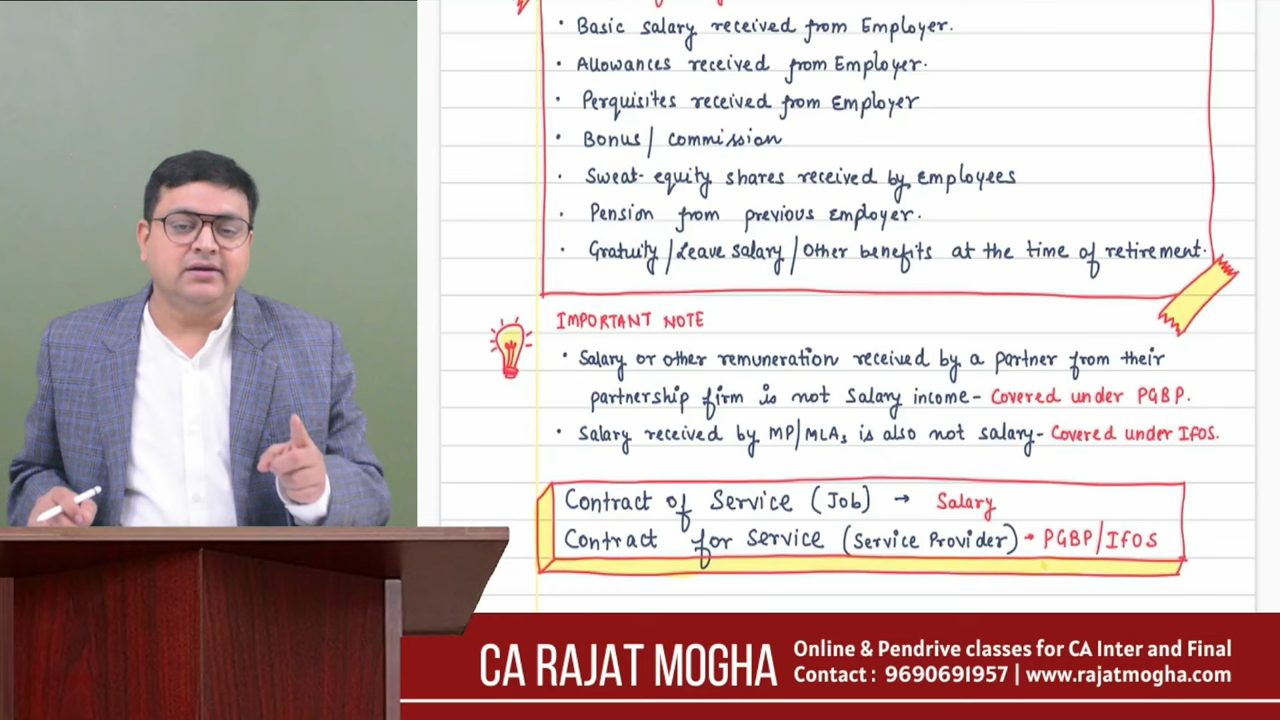 • Basic salary received from Employer.
• Allowances received from Employer.
• Perquisites received from Employer
• Bonus / commission
• Sweat-equity shares received by employees
• Pension from previous Employer.
• Gratuity / Leave salary / Other benefits at the time of retirement.
IMPORTANT NOTE
• Salary or other remuneration received by a partner from their
partnership firm is not salary income - Covered under PGBP.
• Salary received by MP/MLAs is also not salary - Covered under IFOS.
Contract of Service (Job) → Salary
Contract for Service (Service Provider) → PGBP/IFOS
CA RAJAT MOGHA
Online & Pendrive classes for CA Inter and Final
Contact : 9690691957 | www.rajatmogha.com